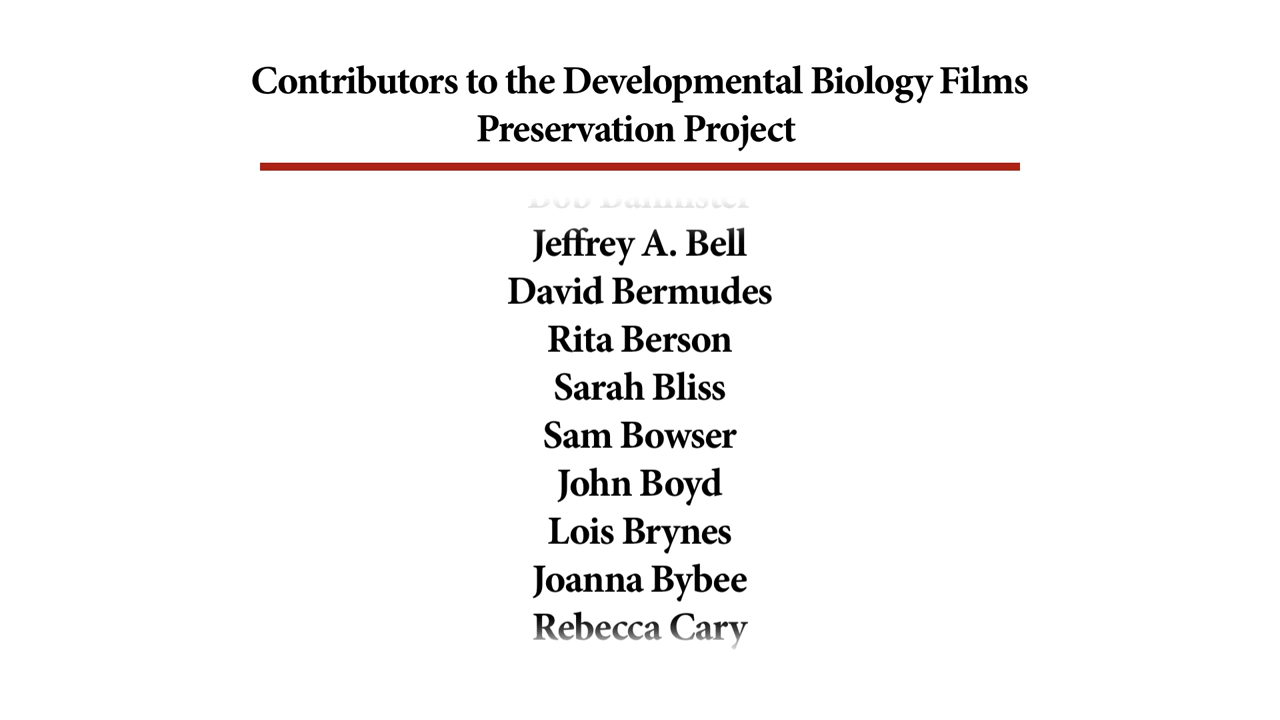 Contributors to the Developmental Biology Films
Preservation Project
Jeffrey A. Bell
David Bermudes
Rita Berson
Sarah Bliss
Sam Bowser
John Boyd
Lois Brynes
Joanna Bybee
Rebecca Cary